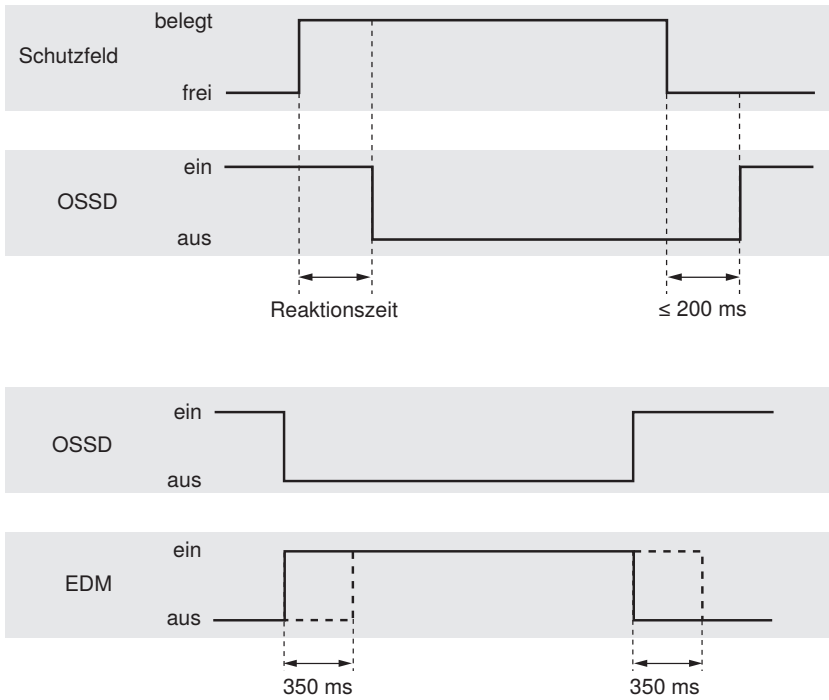 belegt
Schutzfeld
frei
ein
OSSD
aus
Reaktionszeit
≤ 200 ms
ein
OSSD
aus
ein
EDM
aus
350 ms
350 ms